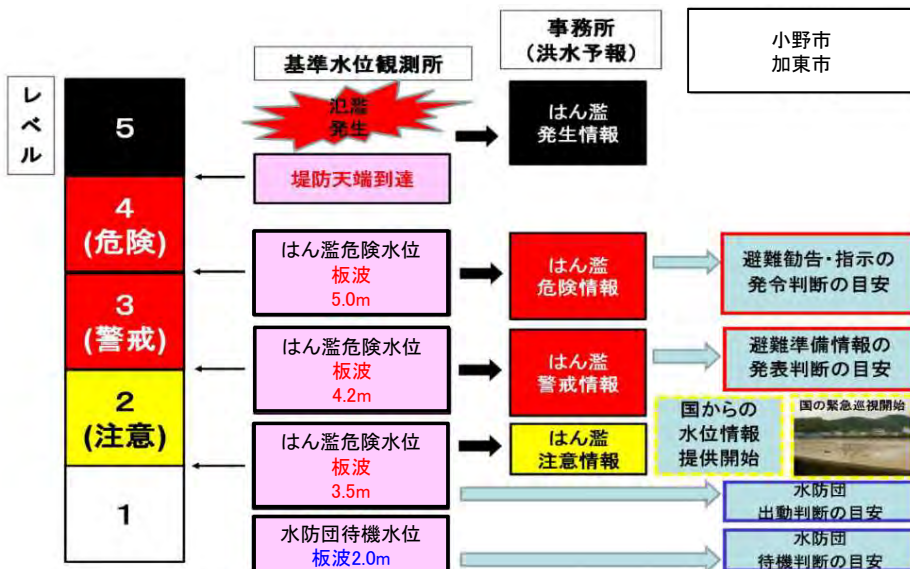 レベル
5
4
(危険)
3
(警戒)
2
(注意)
1
基準水位観測所
氾濫
発生
堤防天端到達
はん濫危険水位
板波
5.0m
はん濫危険水位
板波
4.2m
はん濫危険水位
板波
3.5m
水防団待機水位
板波2.0m
事務所
(洪水予報)
はん濫
発生情報
はん濫
危険情報
はん濫
警戒情報
はん濫
注意情報
小野市
加東市
避難勧告・指示の
発令判断の目安
避難準備情報の
発表判断の目安
国からの
水位情報
提供開始
国の緊急巡視開始
水防団
出動判断の目安
水防団
待機判断の目安